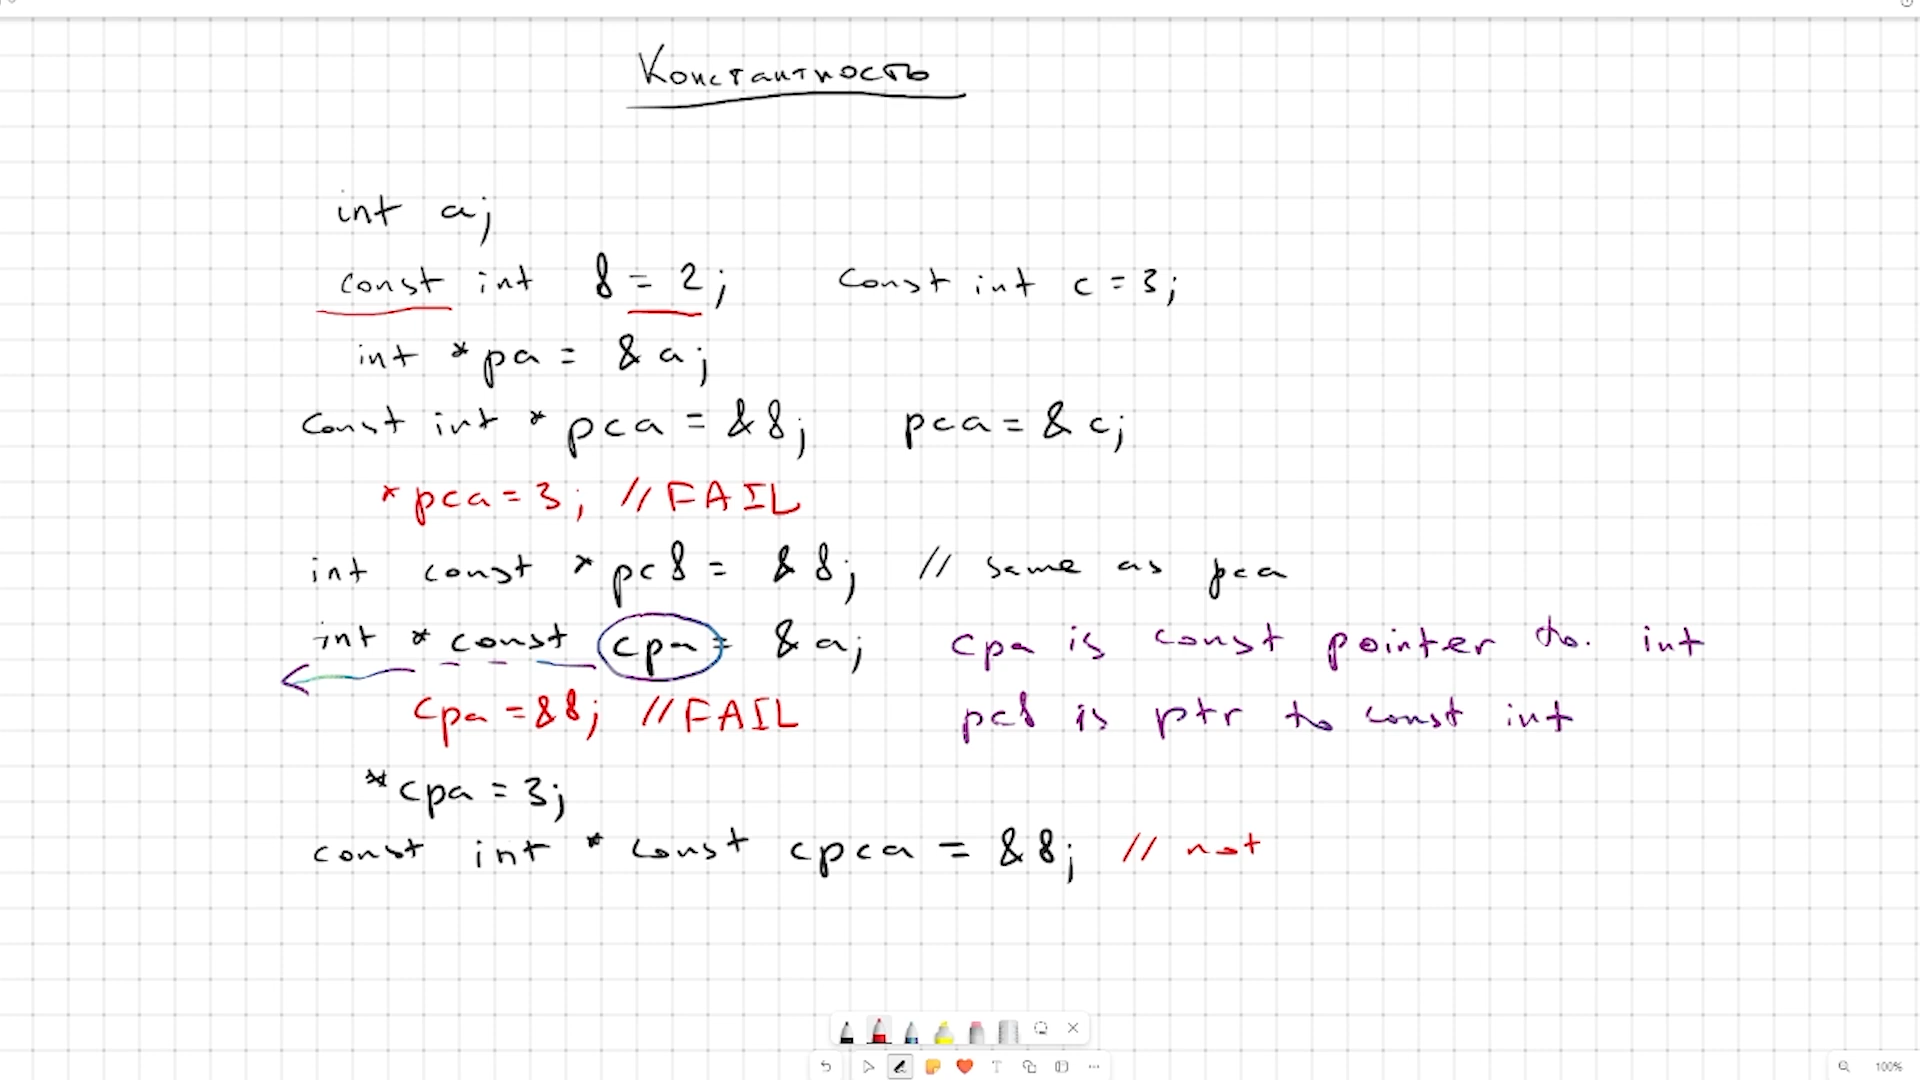 Константность
int a;
const int b = 2; const int c = 3;
int *pa = &a;
const int * pca = &b; pca = &c;
*pca = 3; // FAIL
int const * pcb = &b; // same as pca
int * const cpa = &a; cpa is const pointer to. int
cpa = &b; // FAIL pcb is ptr to const int
*cpa = 3;
const int * const cpca = &b; // not
100%